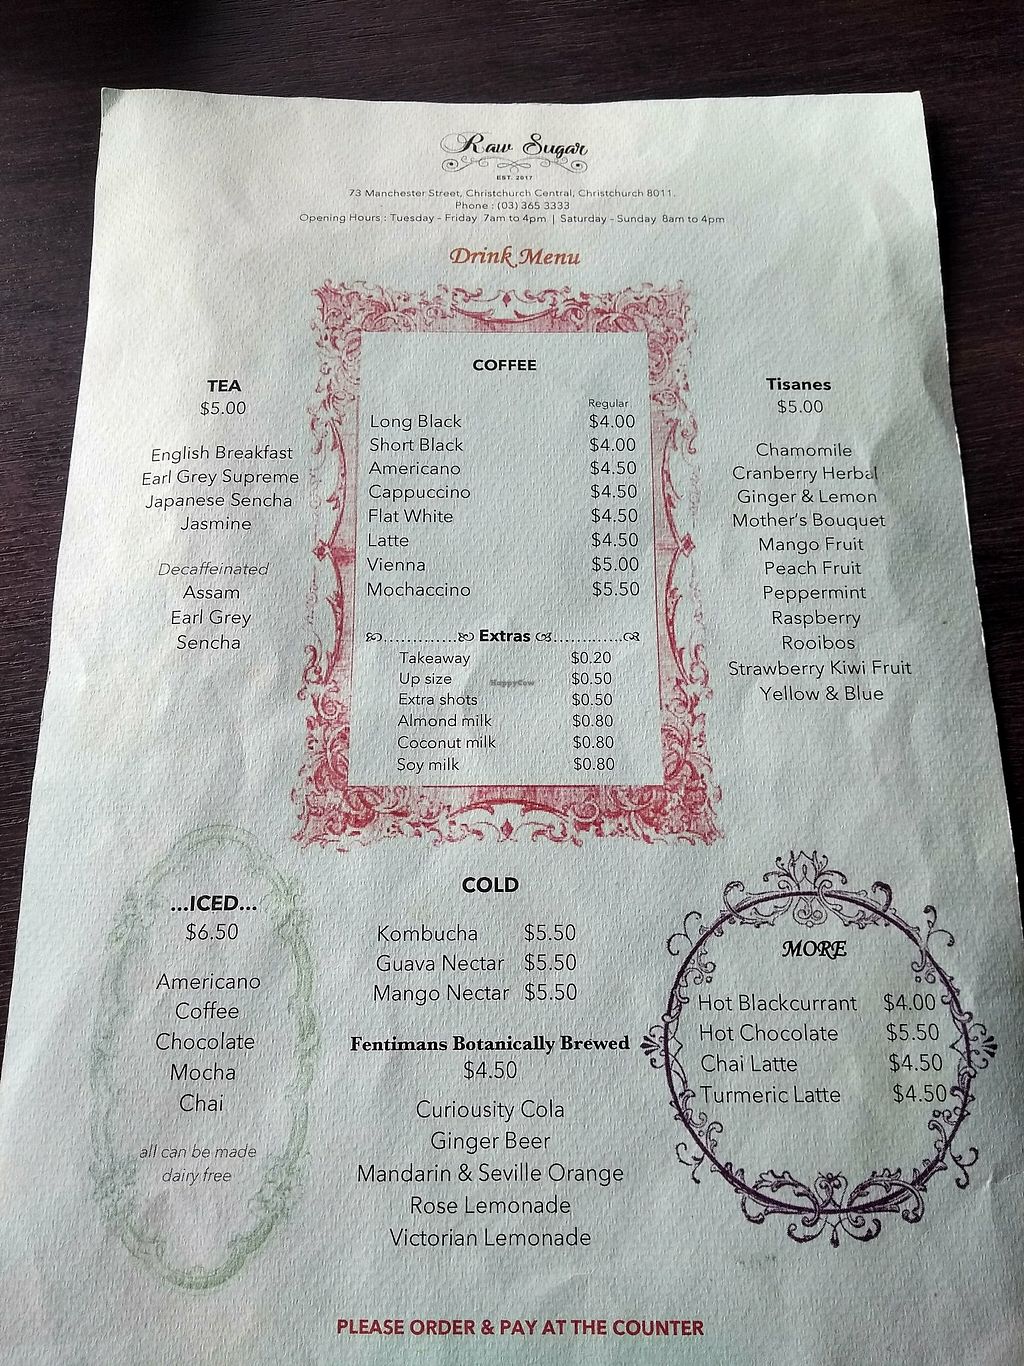 Raw Sugar
EST. 2017
73 Manchester Street, Christchurch Central, Christchurch 8011.
Phone : (03) 365 3333
Opening Hours : Tuesday - Friday 7am to 4pm | Saturday - Sunday 8am to 4pm
Drink Menu
TEA
$5.00
English Breakfast
Earl Grey Supreme
Japanese Sencha
Jasmine
Decaffeinated
Assam
Earl Grey
Sencha
COFFEE
Regular
Long Black $4.00
Short Black $4.00
Americano $4.50
Cappuccino $4.50
Flat White $4.50
Latte $4.50
Vienna $5.00
Mochaccino $5.50
Extras
Takeaway $0.20
Up size $0.50
HappyCow
Extra shots $0.50
Almond milk $0.80
Coconut milk $0.80
Soy milk $0.80
Tisanes
$5.00
Chamomile
Cranberry Herbal
Ginger & Lemon
Mother's Bouquet
Mango Fruit
Peach Fruit
Peppermint
Raspberry
Rooibos
Strawberry Kiwi Fruit
Yellow & Blue
...ICED...
$6.50
Americano
Coffee
Chocolate
Mocha
Chai
all can be made
dairy free
COLD
Kombucha $5.50
Guava Nectar $5.50
Mango Nectar $5.50
Fentimans Botanically Brewed
$4.50
Curiousity Cola
Ginger Beer
Mandarin & Seville Orange
Rose Lemonade
Victorian Lemonade
MORE
Hot Blackcurrant $4.00
Hot Chocolate $5.50
Chai Latte $4.50
Turmeric Latte $4.50
PLEASE ORDER & PAY AT THE COUNTER